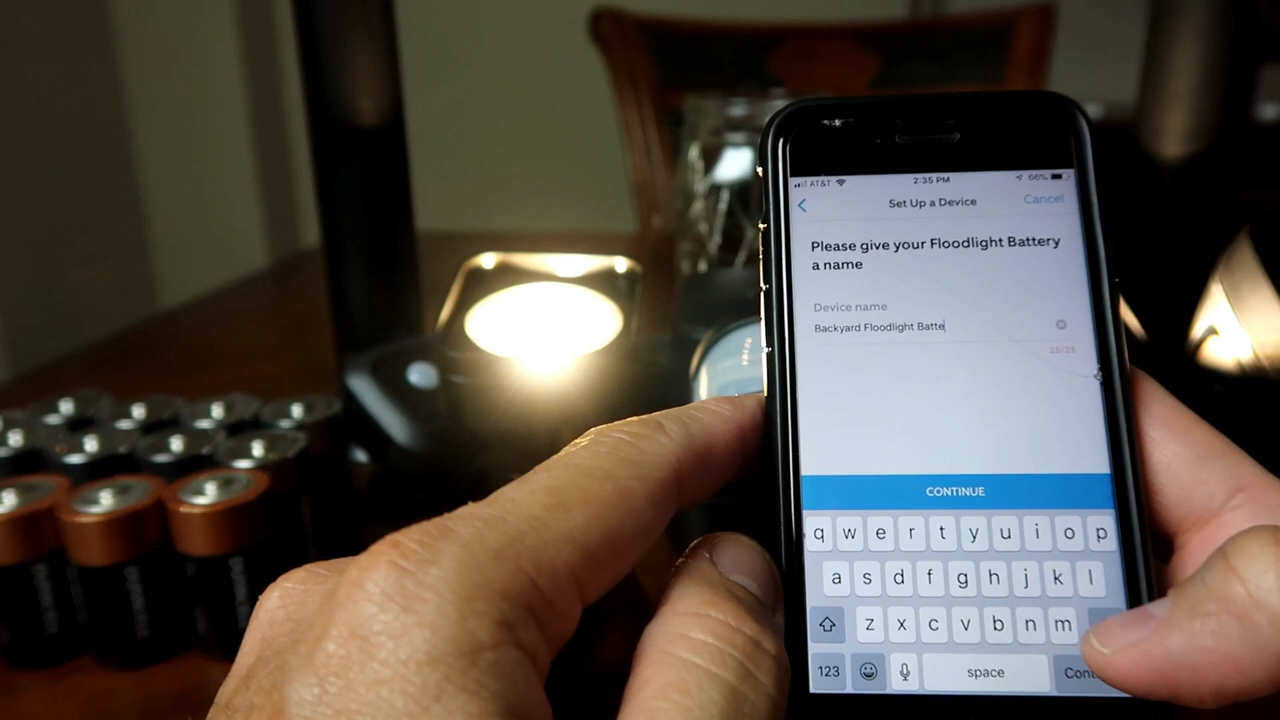 AT&T 2:35 PM 66%
Set Up a Device Cancel
Please give your Floodlight Battery
a name
Device name
Backyard Floodlight Batte
25/25
CONTINUE
q w e r t y u i o p
a s d f g h j k l
z x c v b n m
123 space Cont